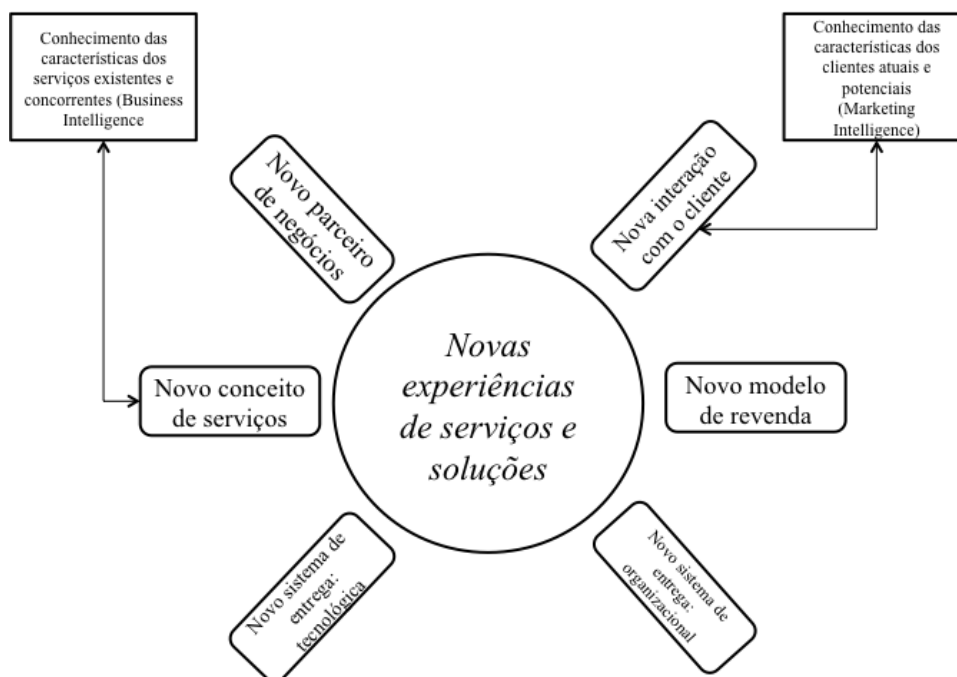 Conhecimento das
características dos
serviços existentes e
concorrentes (Business
Intelligence
Conhecimento das
características dos
clientes atuais e
potenciais
(Marketing
Intelligence)
Novo parceiro
de negócios
Nova interação
com o cliente
Novas
experiências
de serviços e
soluções
Novo conceito
de serviços
Novo modelo
de revenda
Novo sistema de
entrega:
tecnológica
Novo sistema de
entrega:
organizacional